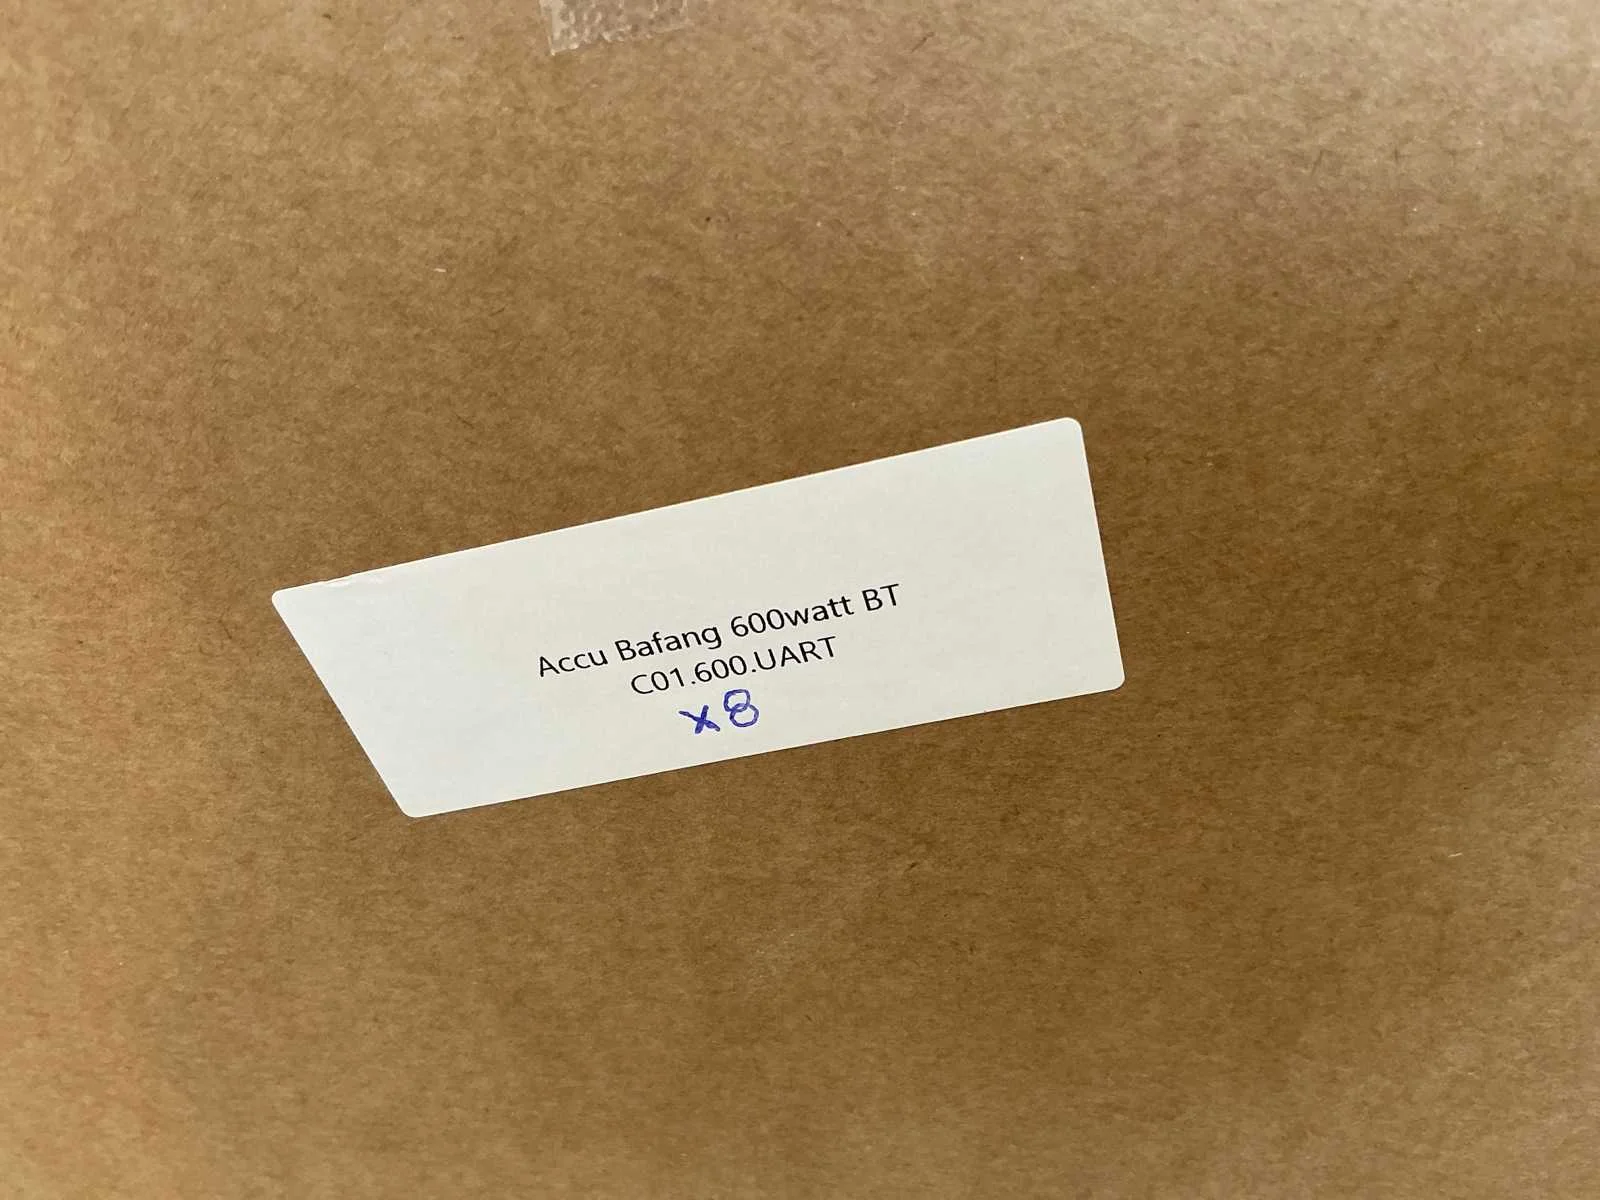 Accu Bafang 600watt BT
C01.600.UART
x8